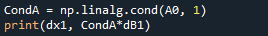 CondA = np.linalg.cond(A0, 1)
print(dx1, CondA*dB1)